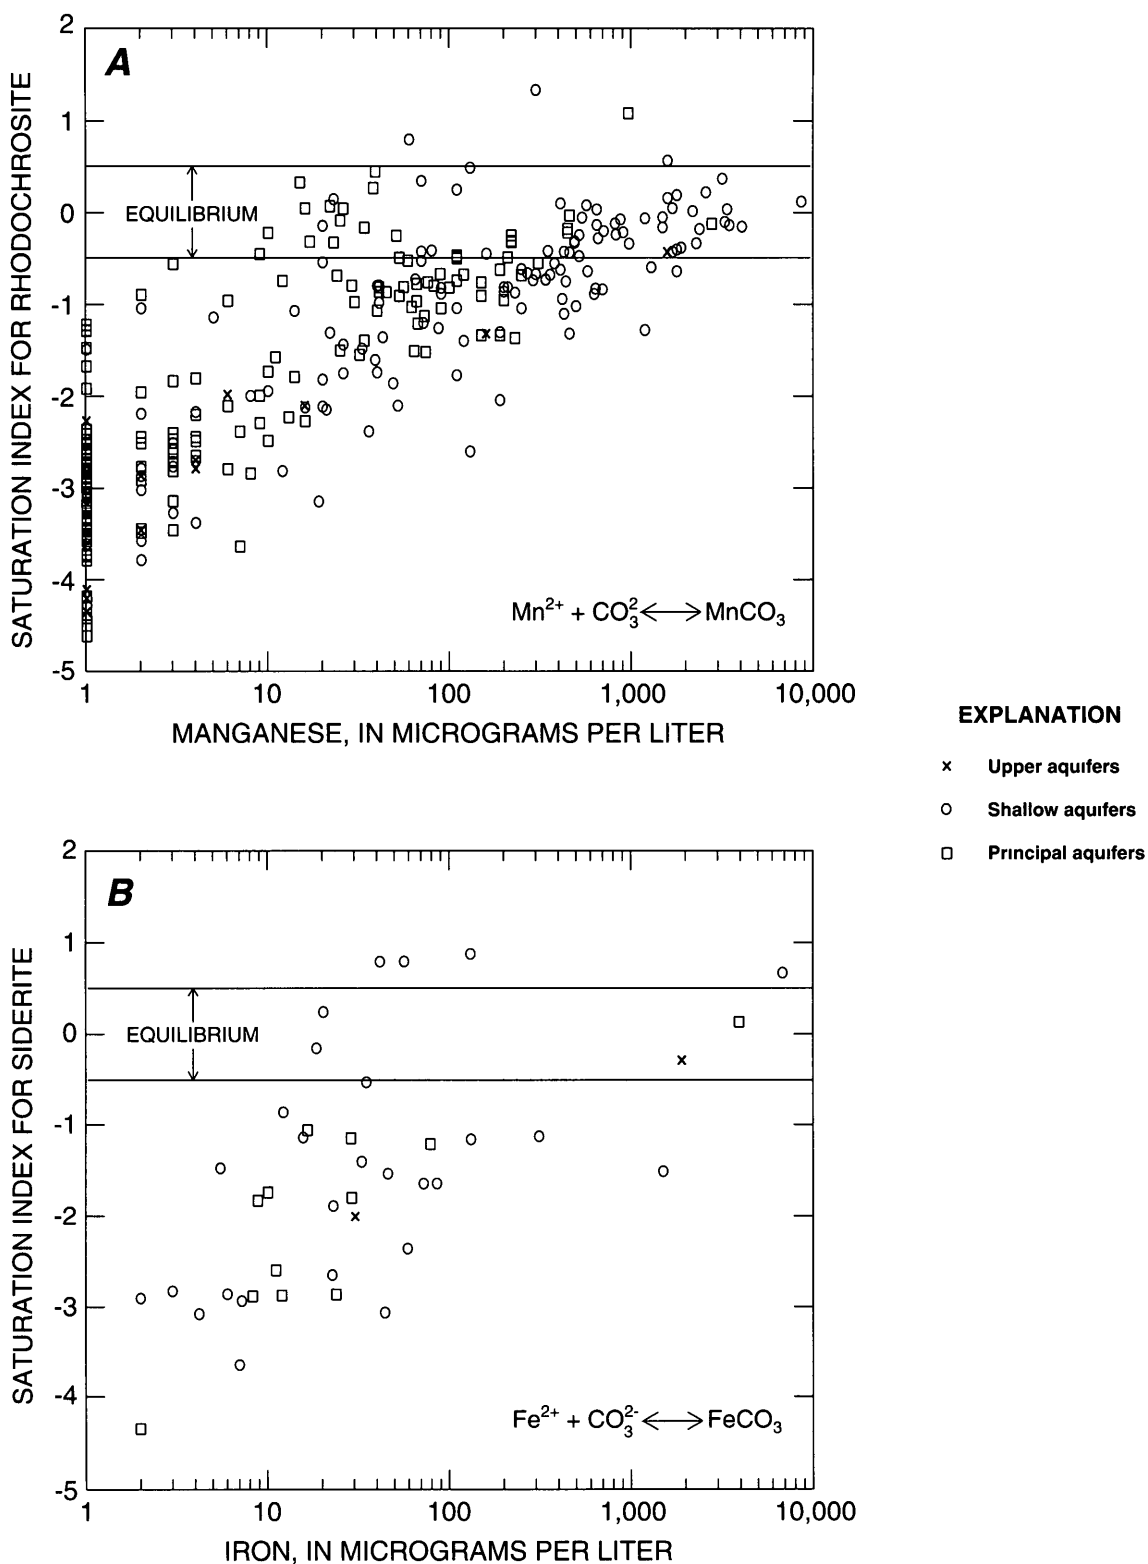 A
SATURATION INDEX FOR RHODOCHROSITE
2
1
0
-1
-2
-3
-4
-5
EQUILIBRIUM
Mn²⁺ + CO₃² ⟷ MnCO₃
1 10 100 1,000 10,000
MANGANESE, IN MICROGRAMS PER LITER
EXPLANATION
x Upper aquifers
○ Shallow aquifers
□ Principal aquifers
B
SATURATION INDEX FOR SIDERITE
2
1
0
-1
-2
-3
-4
-5
EQUILIBRIUM
Fe²⁺ + CO₃²⁻ ⟷ FeCO₃
1 10 100 1,000 10,000
IRON, IN MICROGRAMS PER LITER